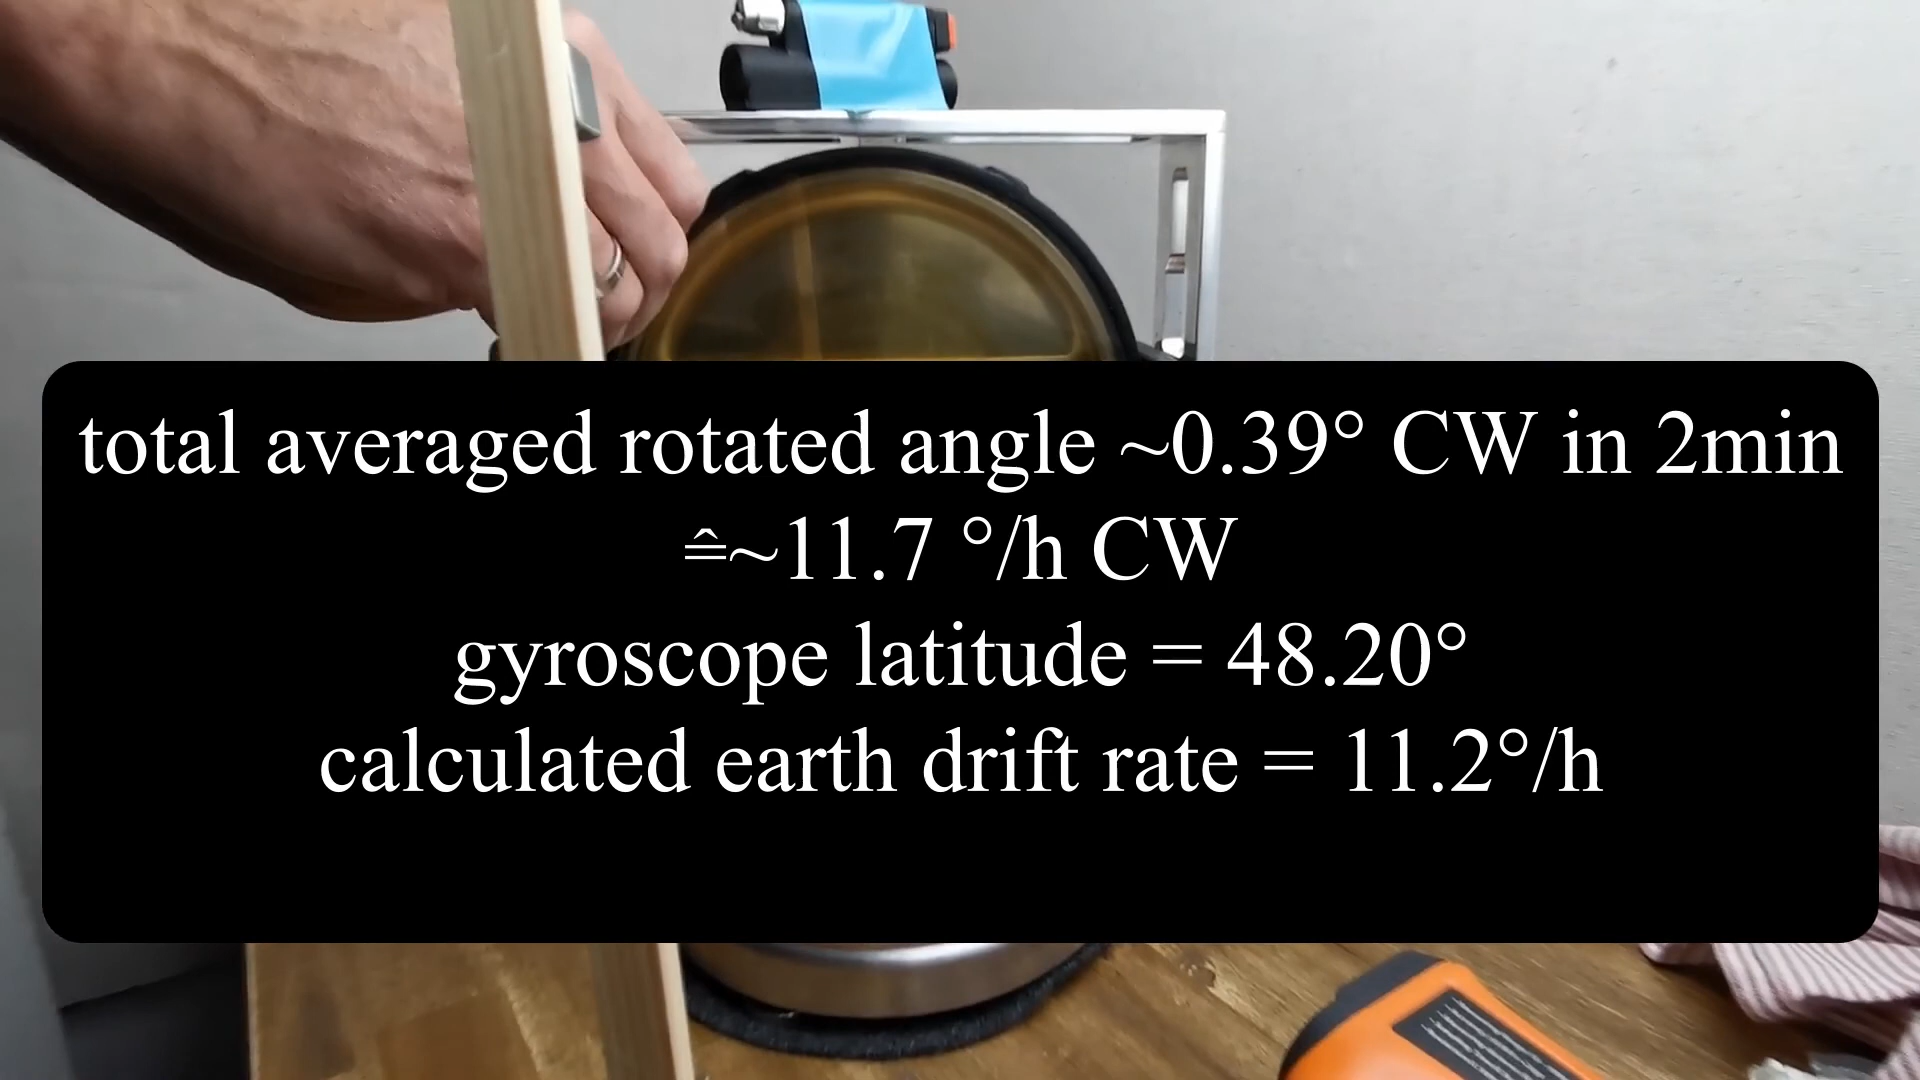 total averaged rotated angle ~0.39° CW in 2min
≙~11.7 °/h CW
gyroscope latitude = 48.20°
calculated earth drift rate = 11.2°/h